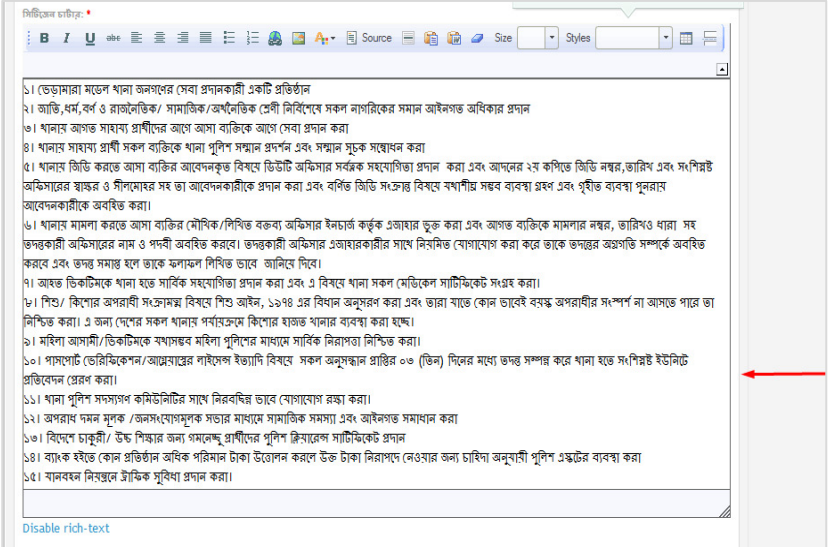 সিটিজেন চার্টার: *
B I U abc Source Size Styles
১। ভেড়ামারা মডেল থানা জনগণের সেবা প্রদানকারী একটি প্রতিষ্ঠান
২। জাতি,ধর্ম,বর্ণ ও রাজনৈতিক/ সামাজিক/অর্থনৈতিক শ্রেণী নির্বিশেষে সকল নাগরিকের সমান আইনগত অধিকার প্রদান
৩। থানায় আগত সাহায্য প্রার্থীদের আগে আসা ব্যক্তিকে আগে সেবা প্রদান করা
৪। থানায় সাহায্য প্রার্থী সকল ব্যক্তিকে থানা পুলিশ সম্মান প্রদর্শন এবং সম্মান সূচক সম্বোধন করা
৫। থানায় জিডি করতে আসা ব্যক্তির আবেদনকৃত বিষয়ে ডিউটি অফিসার সর্বাত্নক সহযোগিতা প্রদান করা এবং আদনের ২য় কপিতে জিডি নম্বর,তারিখ এবং সংশ্লিষ্ট
অফিসারের স্বাক্ষর ও সীলমোহর সহ তা আবেদনকারীকে প্রদান করা এবং বর্ণিত জিডি সংক্রান্ত বিষয়ে যথাশীঘ্র সম্ভব ব্যবস্থা গ্রহণ এবং গৃহীত ব্যবস্থা পুনরায়
আবেদনকারীকে অবহিত করা।
৬। থানায় মামলা করতে আসা ব্যক্তির মৌখিক/লিখিত বক্তব্য অফিসার ইনচার্জ কর্তৃক এজাহার ভুক্ত করা এবং আগত ব্যক্তিকে মামলার নম্বর, তারিখও ধারা সহ
তদন্তকারী অফিসারের নাম ও পদবী অবহিত করবে। তদন্তকারী অফিসার এজাহারকারীর সাথে নিয়মিত যোগাযোগ করা করে তাকে তদন্তের অগ্রগতি সম্পর্কে অবহিত
করবে এবং তদন্ত সমাপ্ত হলে তাকে ফলাফল লিখিত ভাবে জানিয়ে দিবে।
৭। আহত ভিকটিমকে থানা হতে সার্বিক সহযোগিতা প্রদান করা এবং এ বিষয়ে থানা সকল মেডিকেল সার্টিফিকেট সংগ্রহ করা।
৮। শিশু/ কিশোর অপরাধী সংক্রামত্ম বিষয়ে শিশু আইন, ১৯৭৪ এর বিধান অনুসরণ করা এবং তারা যাতে কোন ভাবেই বয়স্ক অপরাধীর সংস্পর্শ না আসতে পারে তা
নিশ্চিত করা। এ জন্য দেশের সকল থানায় পর্যায়ক্রমে কিশোর হাজত খানার ব্যবস্থা করা হচ্ছে।
৯। মহিলা আসামী/ভিকটিমকে যথাসম্ভব মহিলা পুলিশের মাধ্যমে সার্বিক নিরাপত্তা নিশ্চিত করা।
১০। পাসপোর্ট ভেরিফিকেশন/আগ্নেয়াস্ত্রের লাইসেন্স ইত্যাদি বিষয়ে সকল অনুসন্ধান প্রাপ্তির ০৩ (তিন) দিনের মধ্যে তদন্ত সম্পন্ন করে থানা হতে সংশ্লিষ্ট ইউনিটে
প্রতিবেদন প্রেরণ করা।
১১। থানা পুলিশ সদস্যগণ কমিউনিটির সাথে নিরবচ্ছিন্ন ভাবে যোগাযোগ রক্ষা করা।
১২। অপরাধ দমন মূলক /জনসংযোগমূলক সভার মাধ্যমে সামাজিক সমস্যা এবং আইনগত সমাধান করা
১৩। বিদেশে চাকুরী/ উচ্চ শিক্ষার জন্য গমনেচ্ছু প্রার্থীদের পুলিশ ক্লিয়ারেন্স সার্টিফিকেট প্রদান
১৪। ব্যাংক হইতে কোন প্রতিষ্ঠান অধিক পরিমান টাকা উত্তোলন করলে উক্ত টাকা নিরাপদে নেওয়ার জন্য চাহিদা অনুযায়ী পুলিশ এস্কটের ব্যবস্থা করা
১৫। যানবহন নিয়ন্ত্রনে ট্রাফিক সুবিধা প্রদান করা।
Disable rich-text